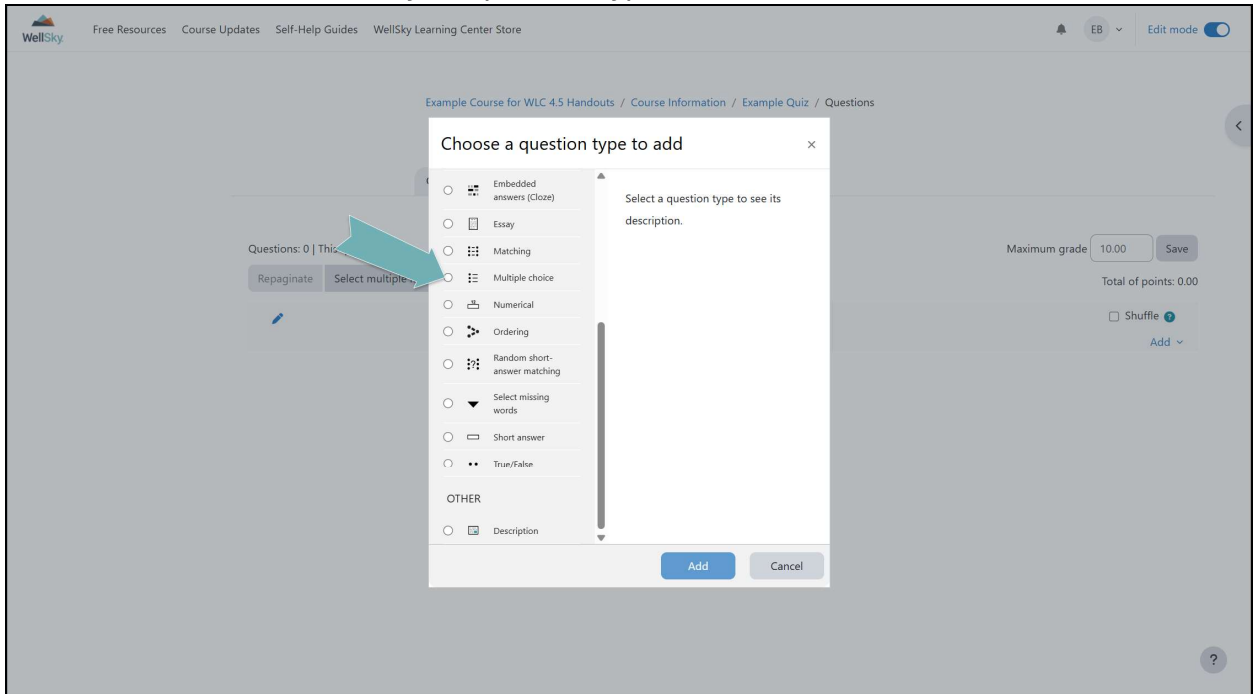 WellSky.
Free Resources Course Updates Self-Help Guides WellSky Learning Center Store
EB
Edit mode
Example Course for WLC 4.5 Handouts / Course Information / Example Quiz / Questions
Choose a question type to add
×
Embedded
answers (Cloze)
Select a question type to see its
description.
Essay
Matching
Multiple choice
Numerical
Ordering
Random short-
answer matching
Select missing
words
Short answer
True/False
OTHER
Description
Add Cancel
Questions: 0 |
Maximum grade 10.00 Save
Repaginate Select multiple
Total of points: 0.00
Shuffle ?
Add
?